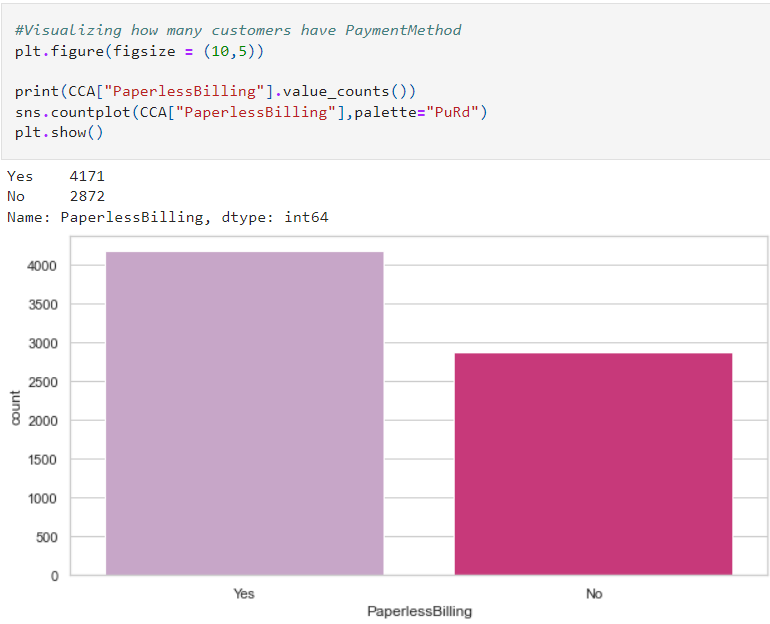 #Visualizing how many customers have PaymentMethod
plt.figure(figsize = (10,5))
print(CCA["PaperlessBilling"].value_counts())
sns.countplot(CCA["PaperlessBilling"],palette="PuRd")
plt.show()
Yes    4171
No     2872
Name: PaperlessBilling, dtype: int64
4000
3500
3000
2500
2000
1500
1000
500
0
count
Yes
No
PaperlessBilling